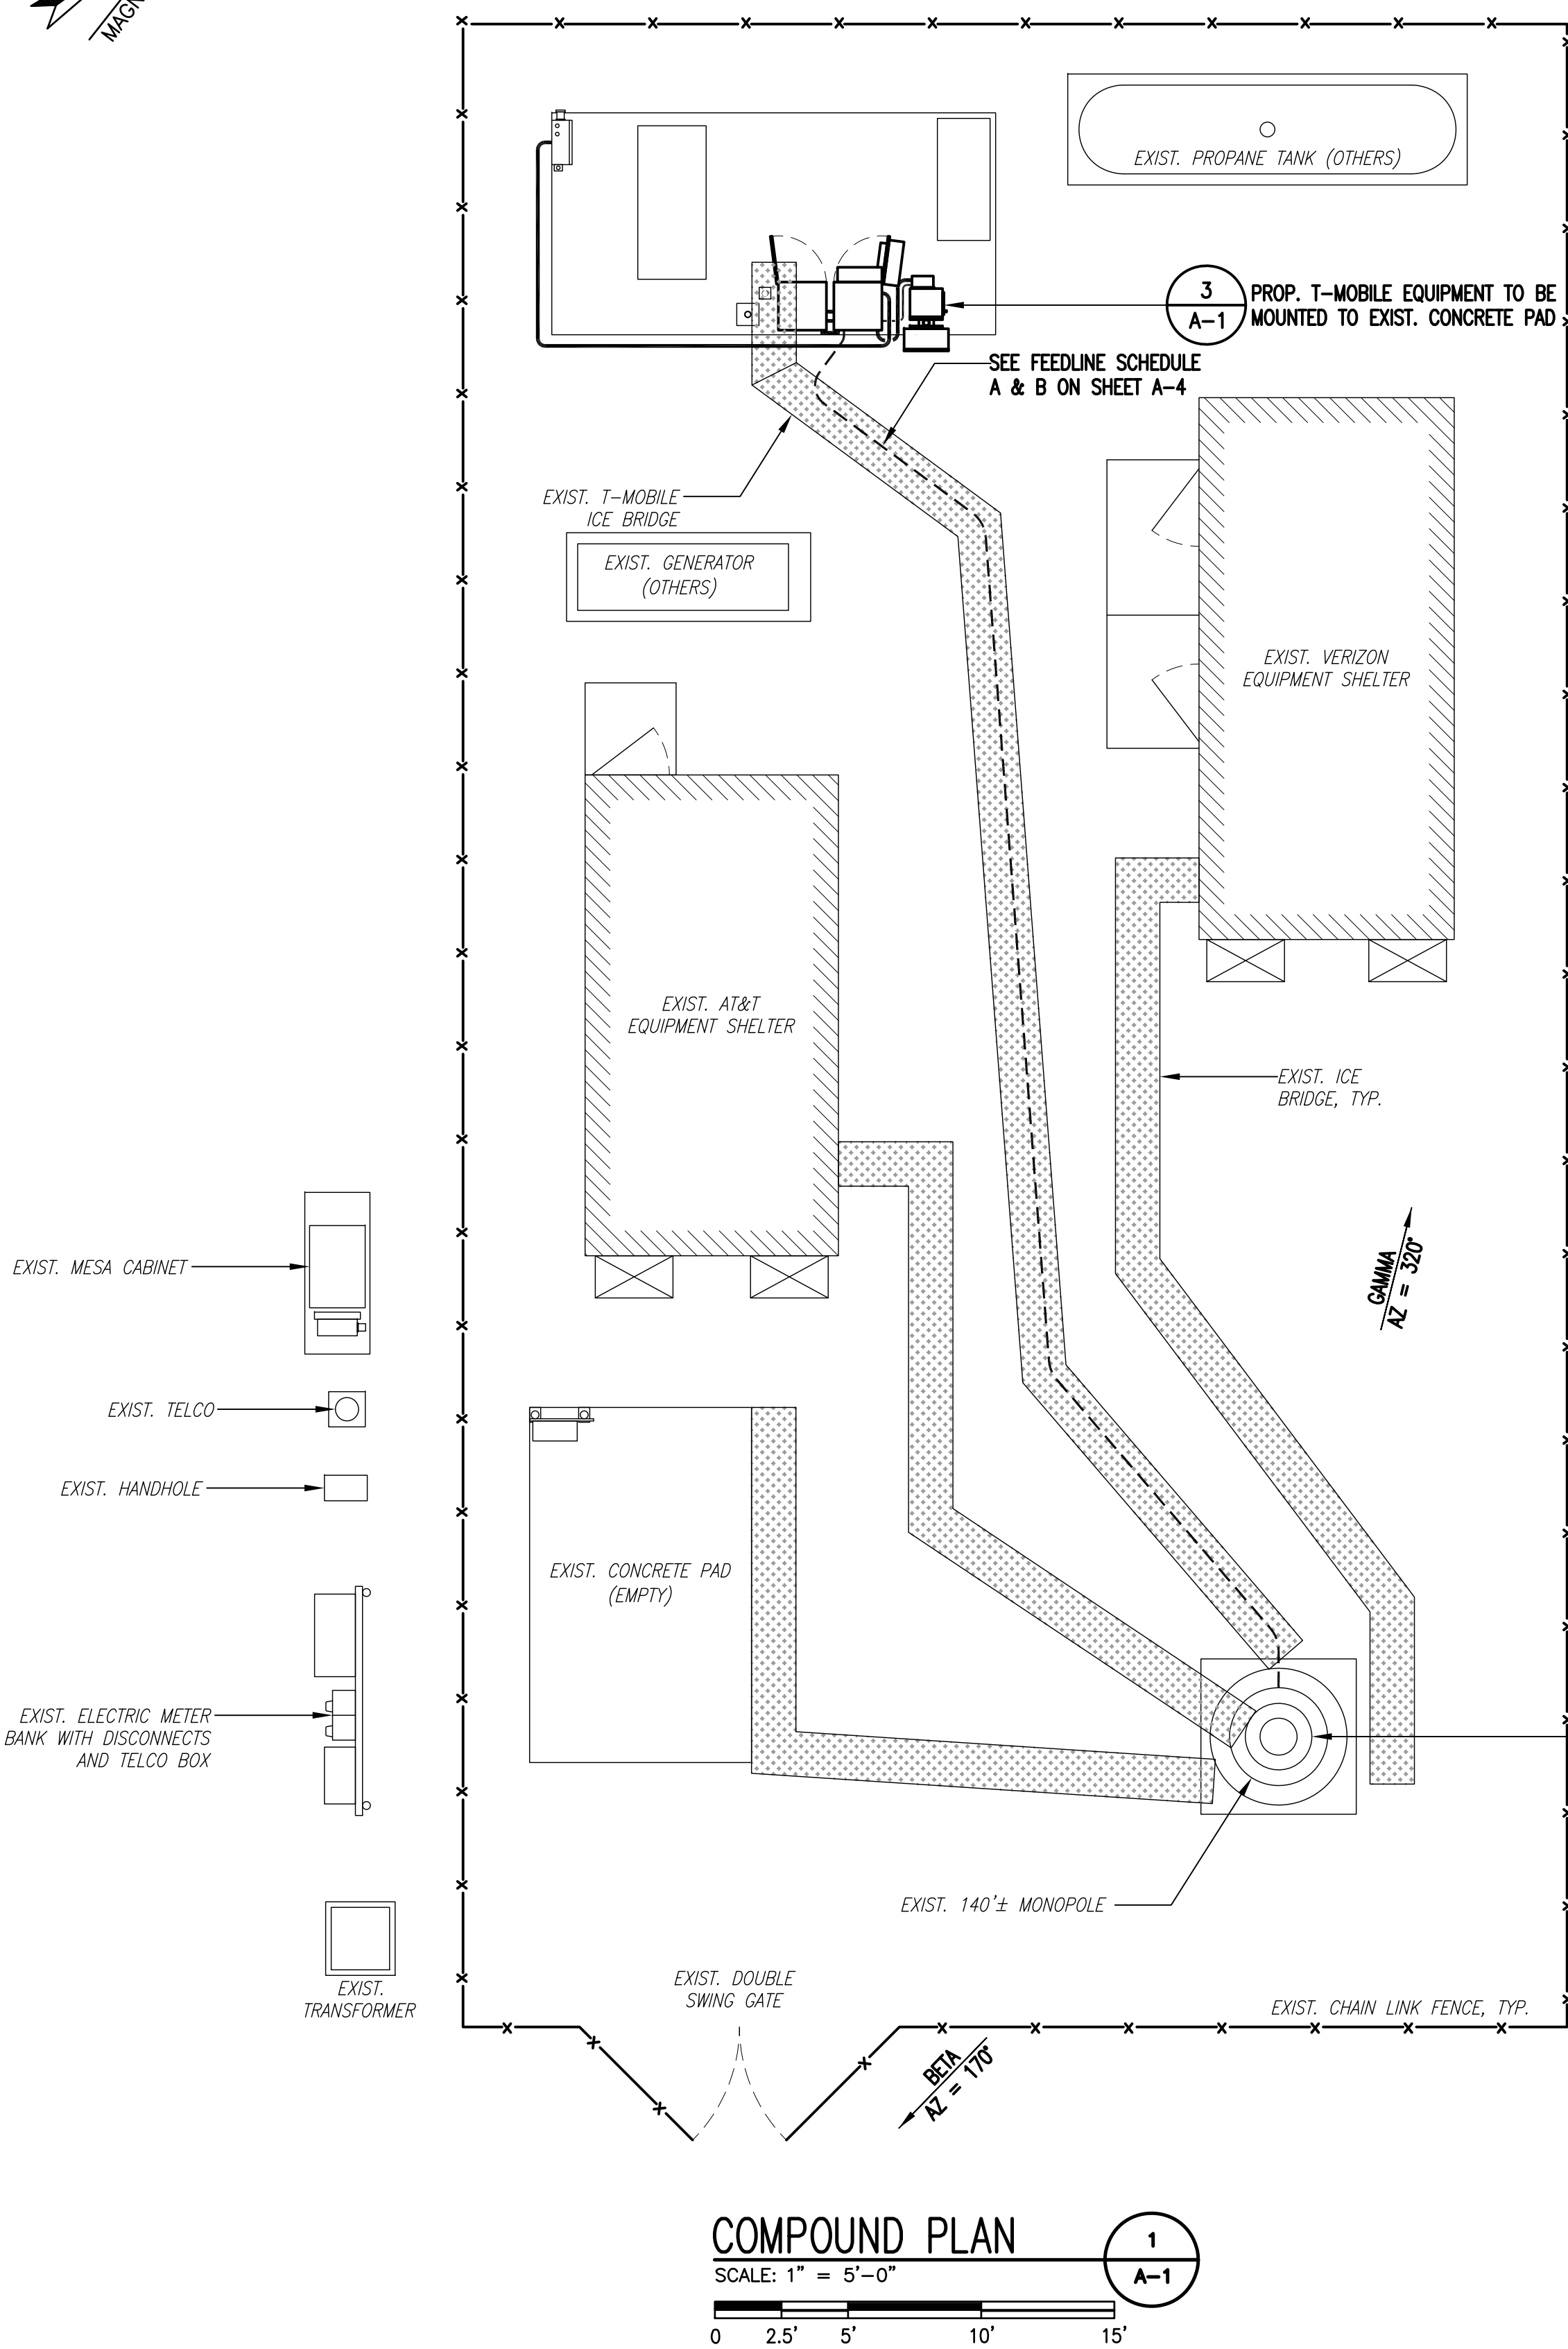 EXIST. PROPANE TANK (OTHERS)
3
A-1
PROP. T-MOBILE EQUIPMENT TO BE
MOUNTED TO EXIST. CONCRETE PAD
SEE FEEDLINE SCHEDULE
A & B ON SHEET A-4
EXIST. T-MOBILE
ICE BRIDGE
EXIST. GENERATOR
(OTHERS)
EXIST. VERIZON
EQUIPMENT SHELTER
EXIST. AT&T
EQUIPMENT SHELTER
EXIST. ICE
BRIDGE, TYP.
GAMMA
AZ = 320°
EXIST. MESA CABINET
EXIST. TELCO
EXIST. HANDHOLE
EXIST. CONCRETE PAD
(EMPTY)
EXIST. ELECTRIC METER
BANK WITH DISCONNECTS
AND TELCO BOX
EXIST. 140'± MONOPOLE
EXIST.
TRANSFORMER
EXIST. DOUBLE
SWING GATE
EXIST. CHAIN LINK FENCE, TYP.
BETA
AZ = 170°
COMPOUND PLAN
SCALE: 1" = 5'-0"
1
A-1
0 2.5' 5' 10' 15'